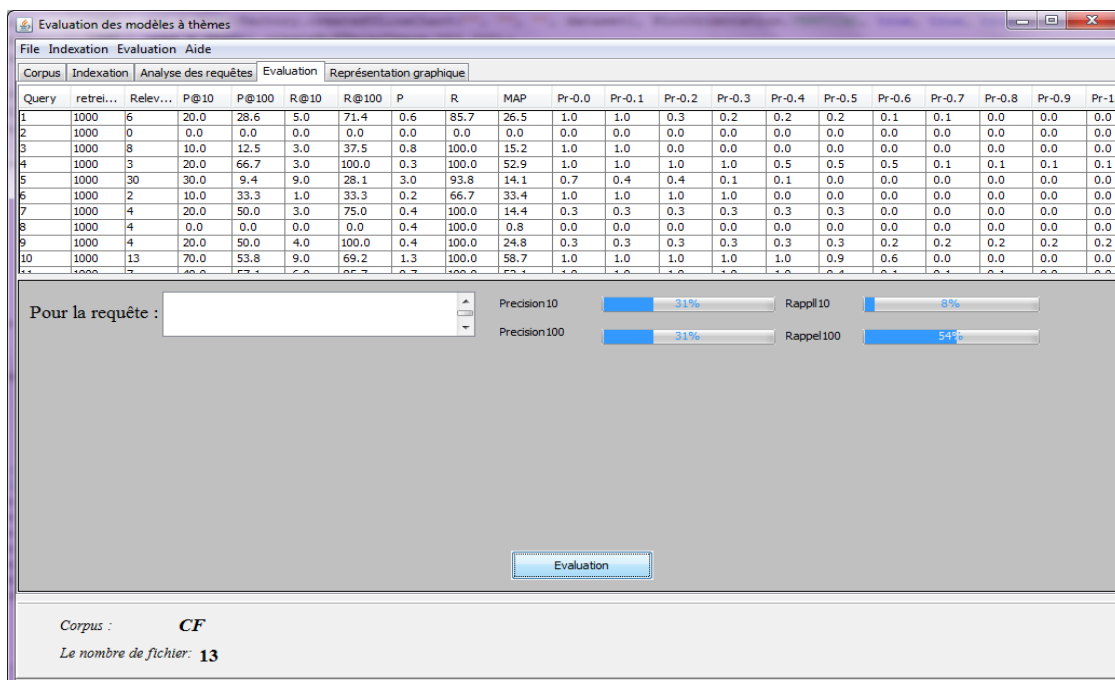 Evaluation des modèles à thèmes
File Indexation Evaluation Aide
Corpus Indexation Analyse des requêtes Evaluation Représentation graphique
Query retrei... Relev... P@10 P@100 R@10 R@100 P R MAP Pr-0.0 Pr-0.1 Pr-0.2 Pr-0.3 Pr-0.4 Pr-0.5 Pr-0.6 Pr-0.7 Pr-0.8 Pr-0.9 Pr-1
1 1000 6 20.0 28.6 5.0 71.4 0.6 85.7 26.5 1.0 1.0 0.3 0.2 0.2 0.2 0.1 0.1 0.0 0.0 0.0
2 1000 0 0.0 0.0 0.0 0.0 0.0 0.0 0.0 0.0 0.0 0.0 0.0 0.0 0.0 0.0 0.0 0.0 0.0 0.0
3 1000 8 10.0 12.5 3.0 37.5 0.8 100.0 15.2 1.0 1.0 0.0 0.0 0.0 0.0 0.0 0.0 0.0 0.0 0.0
4 1000 3 20.0 66.7 3.0 100.0 0.3 100.0 52.9 1.0 1.0 1.0 1.0 0.5 0.5 0.5 0.1 0.1 0.1 0.1
5 1000 30 30.0 9.4 9.0 28.1 3.0 93.8 14.1 0.7 0.4 0.4 0.1 0.1 0.0 0.0 0.0 0.0 0.0 0.0
6 1000 2 10.0 33.3 1.0 33.3 0.2 66.7 33.4 1.0 1.0 1.0 1.0 0.0 0.0 0.0 0.0 0.0 0.0 0.0
7 1000 4 20.0 50.0 3.0 75.0 0.4 100.0 14.4 0.3 0.3 0.3 0.3 0.3 0.3 0.0 0.0 0.0 0.0 0.0
8 1000 4 0.0 0.0 0.0 0.0 0.4 100.0 0.8 0.0 0.0 0.0 0.0 0.0 0.0 0.0 0.0 0.0 0.0 0.0
9 1000 4 20.0 50.0 4.0 100.0 0.4 100.0 24.8 0.3 0.3 0.3 0.3 0.3 0.3 0.2 0.2 0.2 0.2 0.2
10 1000 13 70.0 53.8 9.0 69.2 1.3 100.0 58.7 1.0 1.0 1.0 1.0 1.0 0.9 0.6 0.0 0.0 0.0 0.0
Pour la requête :
Precision10 31% Rappll10 8%
Precision100 31% Rappel100 54%
Evaluation
Corpus : CF
Le nombre de fichier: 13